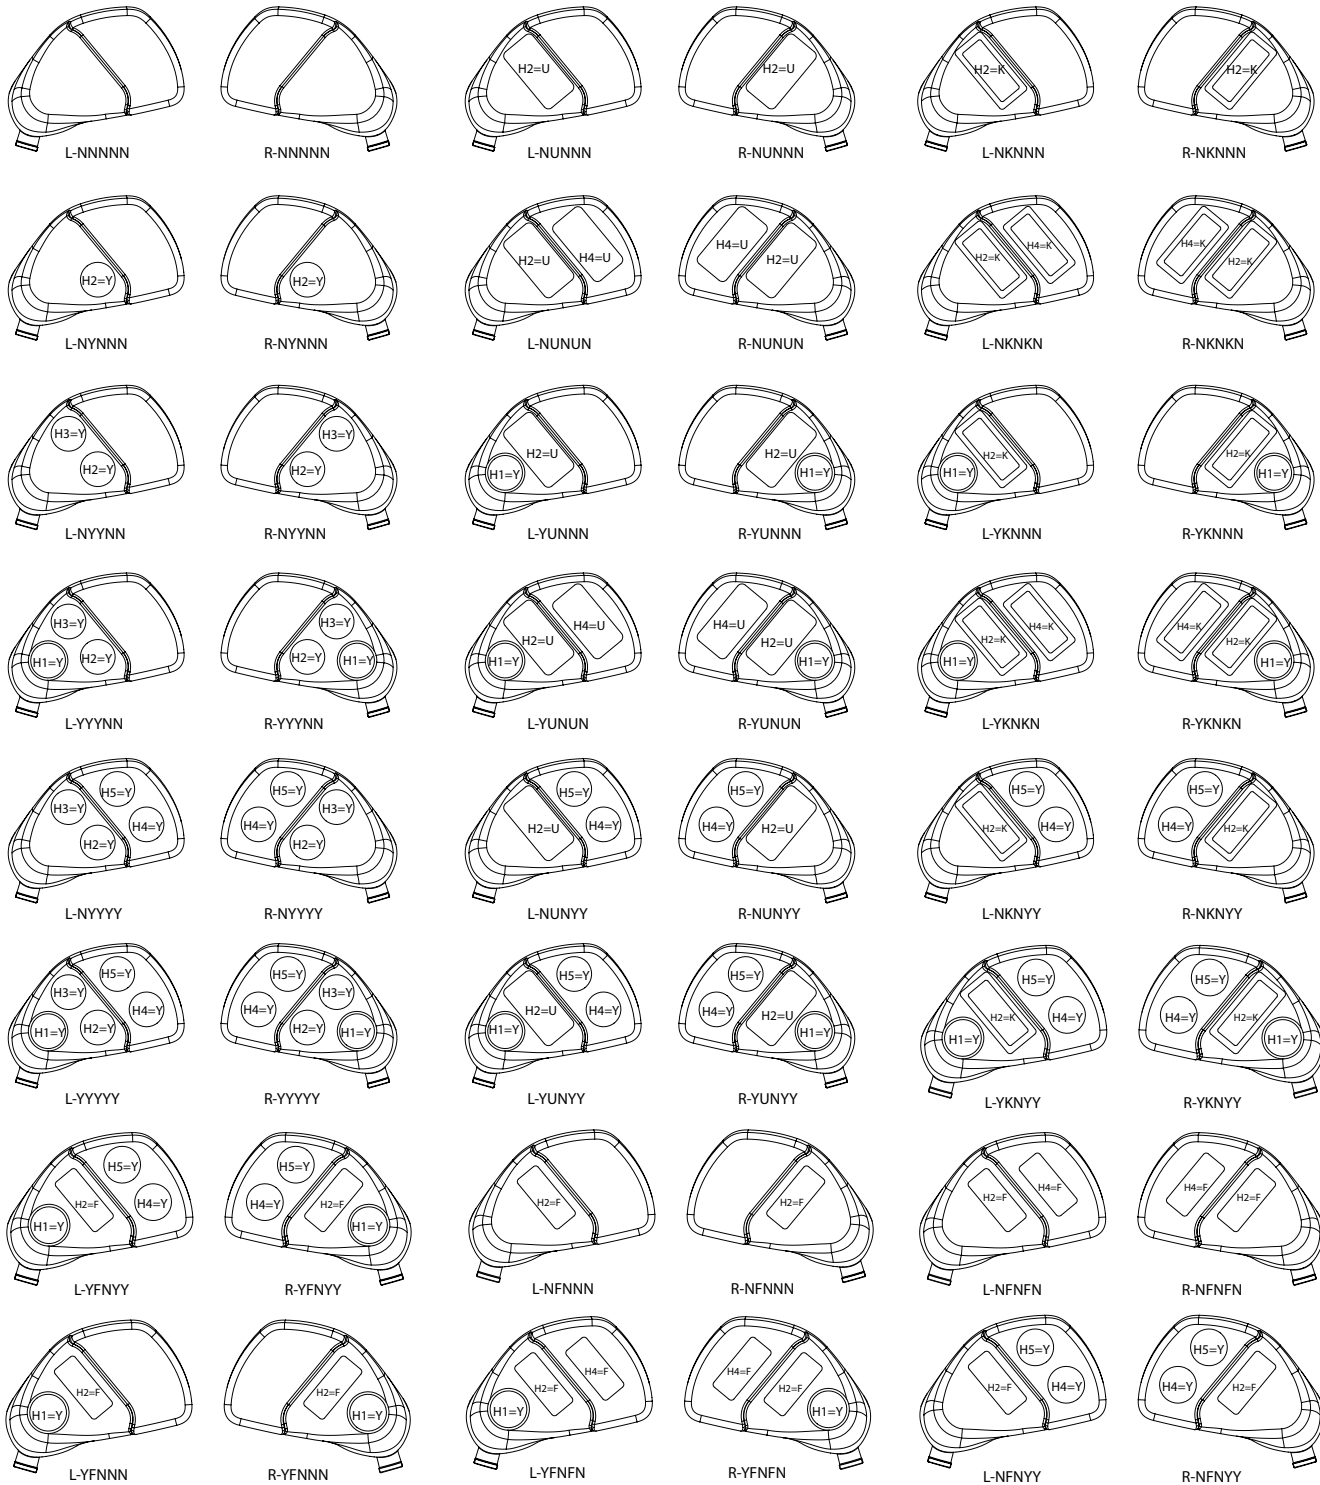 H2=U H2=U H2=K H2=K
L-NNNNN R-NNNNN L-NUNNN R-NUNNN L-NKNNN R-NKNNN
H2=Y H2=Y H2=U H4=U H4=U H2=U H2=K H4=K H4=K H2=K
L-NYNNN R-NYNNN L-NUNUN R-NUNUN L-NKNKN R-NKNKN
H3=Y H2=Y H3=Y H2=Y H1=Y H2=U H2=U H1=Y H1=Y H2=K H2=K H1=Y
L-NYYNN R-NYYNN L-YUNNN R-YUNNN L-YKNNN R-YKNNN
H3=Y H1=Y H2=Y H3=Y H2=Y H1=Y H1=Y H2=U H4=U H4=U H2=U H1=Y H1=Y H2=K H4=K H4=K H2=K H1=Y
L-YYYNN R-YYYNN L-YUNUN R-YUNUN L-YKNKN R-YKNKN
H5=Y H3=Y H4=Y H2=Y H5=Y H3=Y H4=Y H2=Y H5=Y H2=U H4=Y H5=Y H4=Y H2=U H5=Y H2=K H4=Y H5=Y H4=Y H2=K
L-NYYYY R-NYYYY L-NUNYY R-NUNYY L-NKNYY R-NKNYY
H5=Y H3=Y H4=Y H1=Y H2=Y H5=Y H3=Y H4=Y H2=Y H1=Y H5=Y H2=U H4=Y H1=Y H5=Y H4=Y H2=U H1=Y H5=Y H2=K H4=Y H1=Y H5=Y H4=Y H2=K H1=Y
L-YYYYY R-YYYYY L-YUNYY R-YUNYY L-YKNYY R-YKNYY
H5=Y H2=F H4=Y H1=Y H5=Y H4=Y H2=F H1=Y H2=F H2=F H2=F H4=F H4=F H2=F
L-YFNYY R-YFNYY L-NFNNN R-NFNNN L-NFNFN R-NFNFN
H2=F H1=Y H2=F H1=Y H4=F H2=F H1=Y H4=F H2=F H1=Y H5=Y H2=F H4=Y H5=Y H4=Y H2=F
L-YFNNN R-YFNNN L-YFNFN R-YFNFN L-NFNYY R-NFNYY